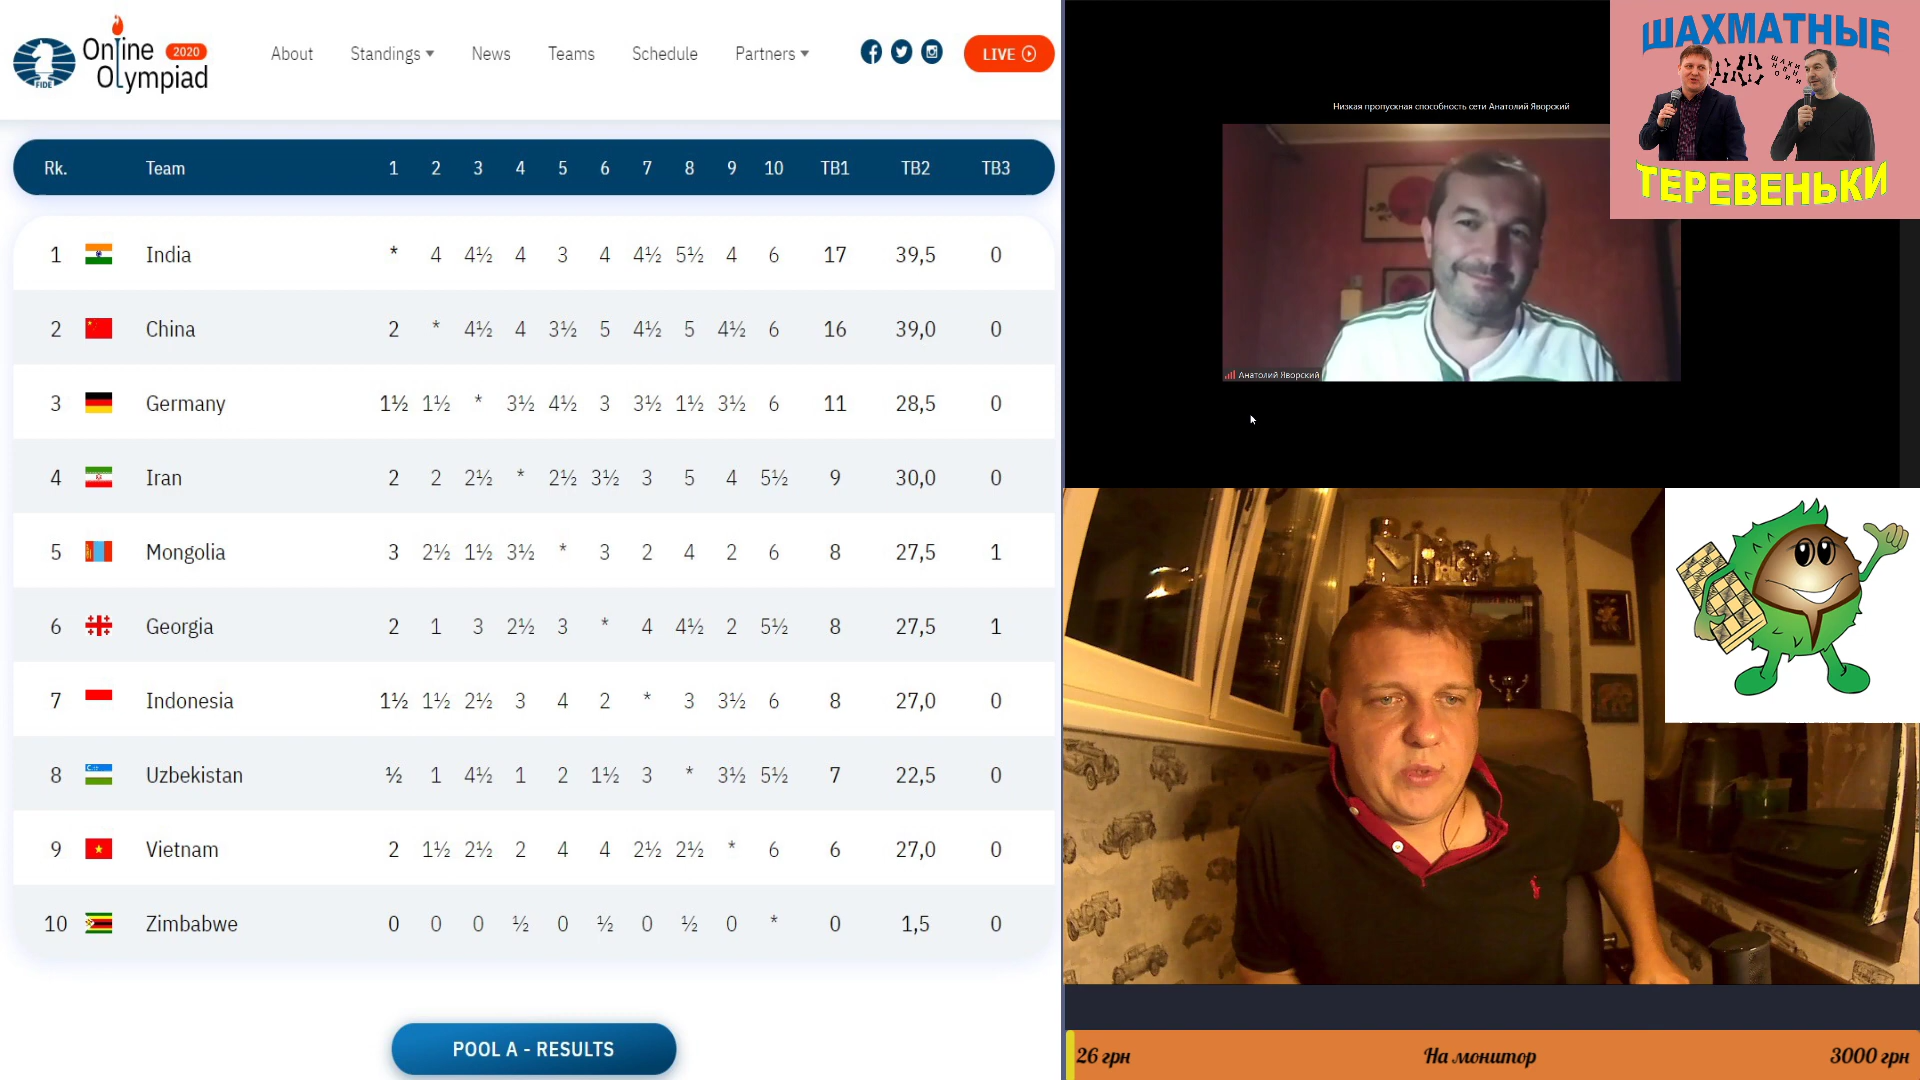 Online 2020
Olympiad
FIDE
About Standings News Teams Schedule Partners LIVE
Rk. Team 1 2 3 4 5 6 7 8 9 10 TB1 TB2 TB3
1 India * 4 4½ 4 3 4 4½ 5½ 4 6 17 39,5 0
2 China 2 * 4½ 4 3½ 5 4½ 5 4½ 6 16 39,0 0
3 Germany 1½ 1½ * 3½ 4½ 3 3½ 1½ 3½ 6 11 28,5 0
4 Iran 2 2 2½ * 2½ 3½ 3 5 4 5½ 9 30,0 0
5 Mongolia 3 2½ 1½ 3½ * 3 2 4 2 6 8 27,5 1
6 Georgia 2 1 3 2½ 3 * 4 4½ 2 5½ 8 27,5 1
7 Indonesia 1½ 1½ 2½ 3 4 2 * 3 3½ 6 8 27,0 0
8 Uzbekistan ½ 1 4½ 1 2 1½ 3 * 3½ 5½ 7 22,5 0
9 Vietnam 2 1½ 2½ 2 4 4 2½ 2½ * 6 6 27,0 0
10 Zimbabwe 0 0 0 ½ 0 ½ 0 ½ 0 * 0 1,5 0
POOL A - RESULTS
Низкая пропускная способность сети Анатолий Яворский
Анатолий Яворский
ШАХМАТНЫЕ
ТЕРЕВЕНЬКИ
26 грн На монитор 3000 грн